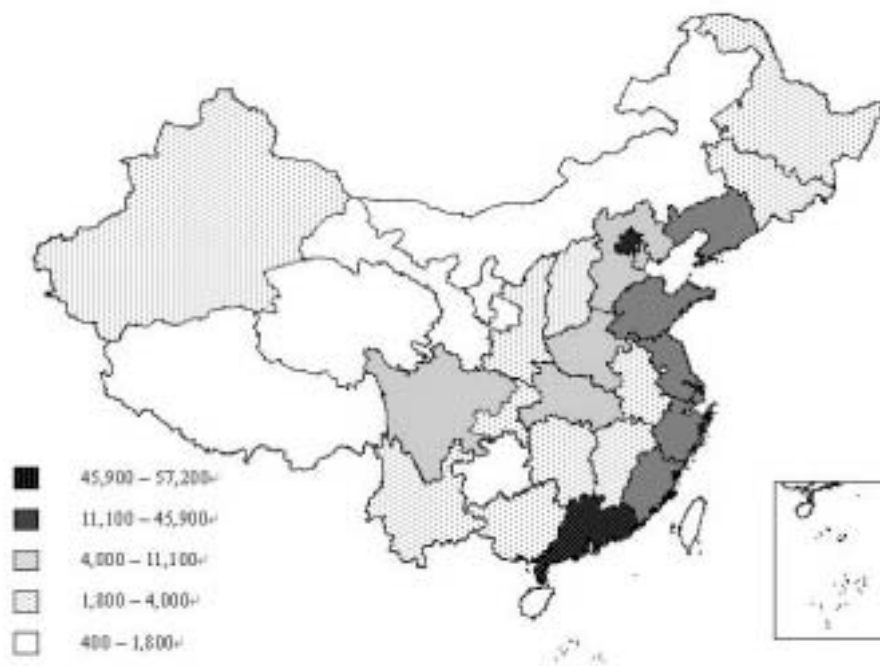 45,900 – 57,200↵
11,100 – 45,900↵
4,000 – 11,100↵
1,800 – 4,000↵
400 – 1,800↵